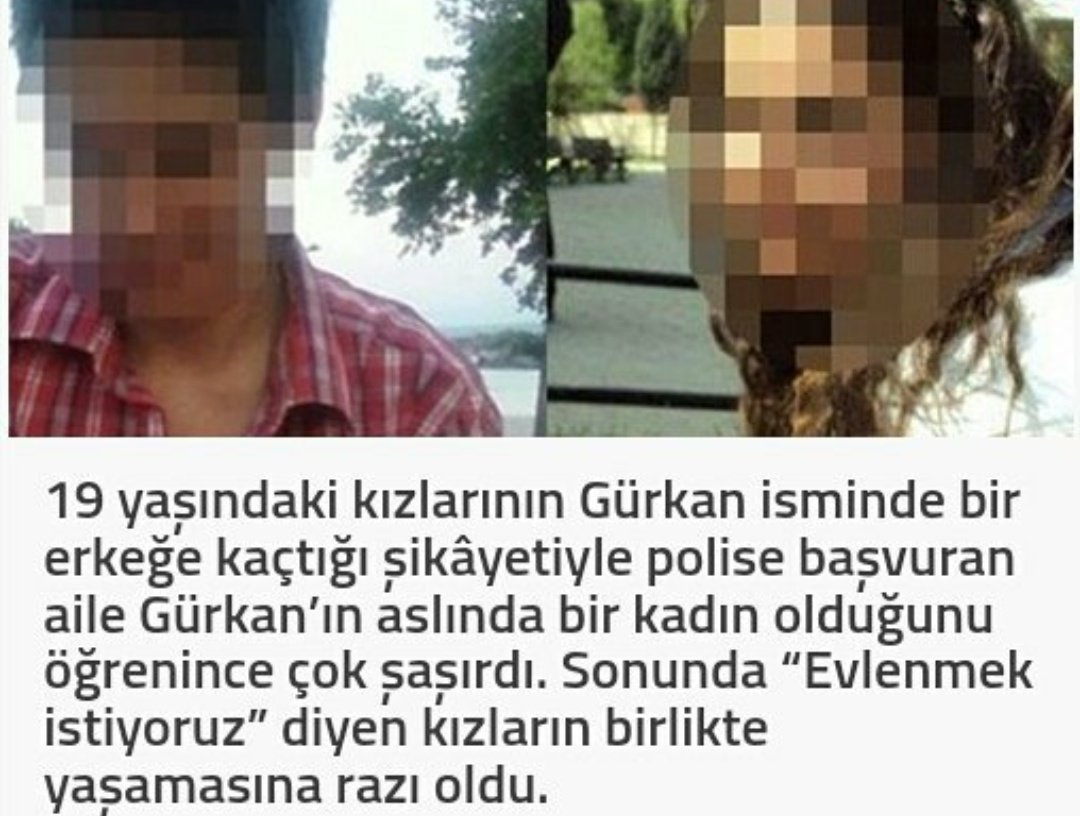 19 yaşındaki kızlarının Gürkan isminde bir
erkeğe kaçtığı şikâyetiyle polise başvuran
aile Gürkan’ın aslında bir kadın olduğunu
öğrenince çok şaşırdı. Sonunda “Evlenmek
istiyoruz” diyen kızların birlikte
yaşamasına razı oldu.